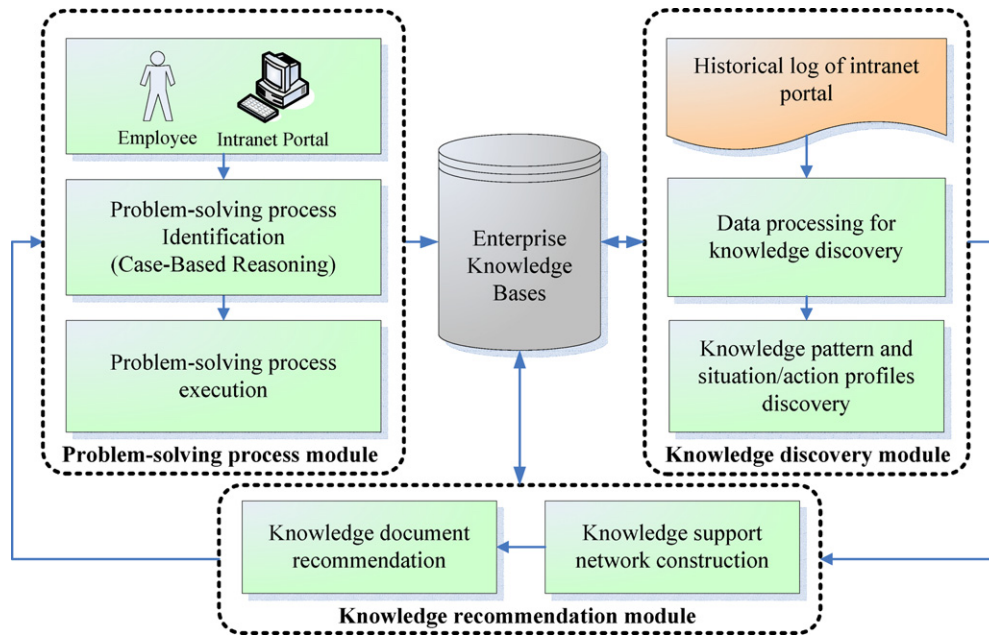 Employee
Intranet Portal
Problem-solving process
Identification
(Case-Based Reasoning)
Problem-solving process
execution
Problem-solving process module
Enterprise
Knowledge
Bases
Historical log of intranet
portal
Data processing for
knowledge discovery
Knowledge pattern and
situation/action profiles
discovery
Knowledge discovery module
Knowledge document
recommendation
Knowledge support
network construction
Knowledge recommendation module